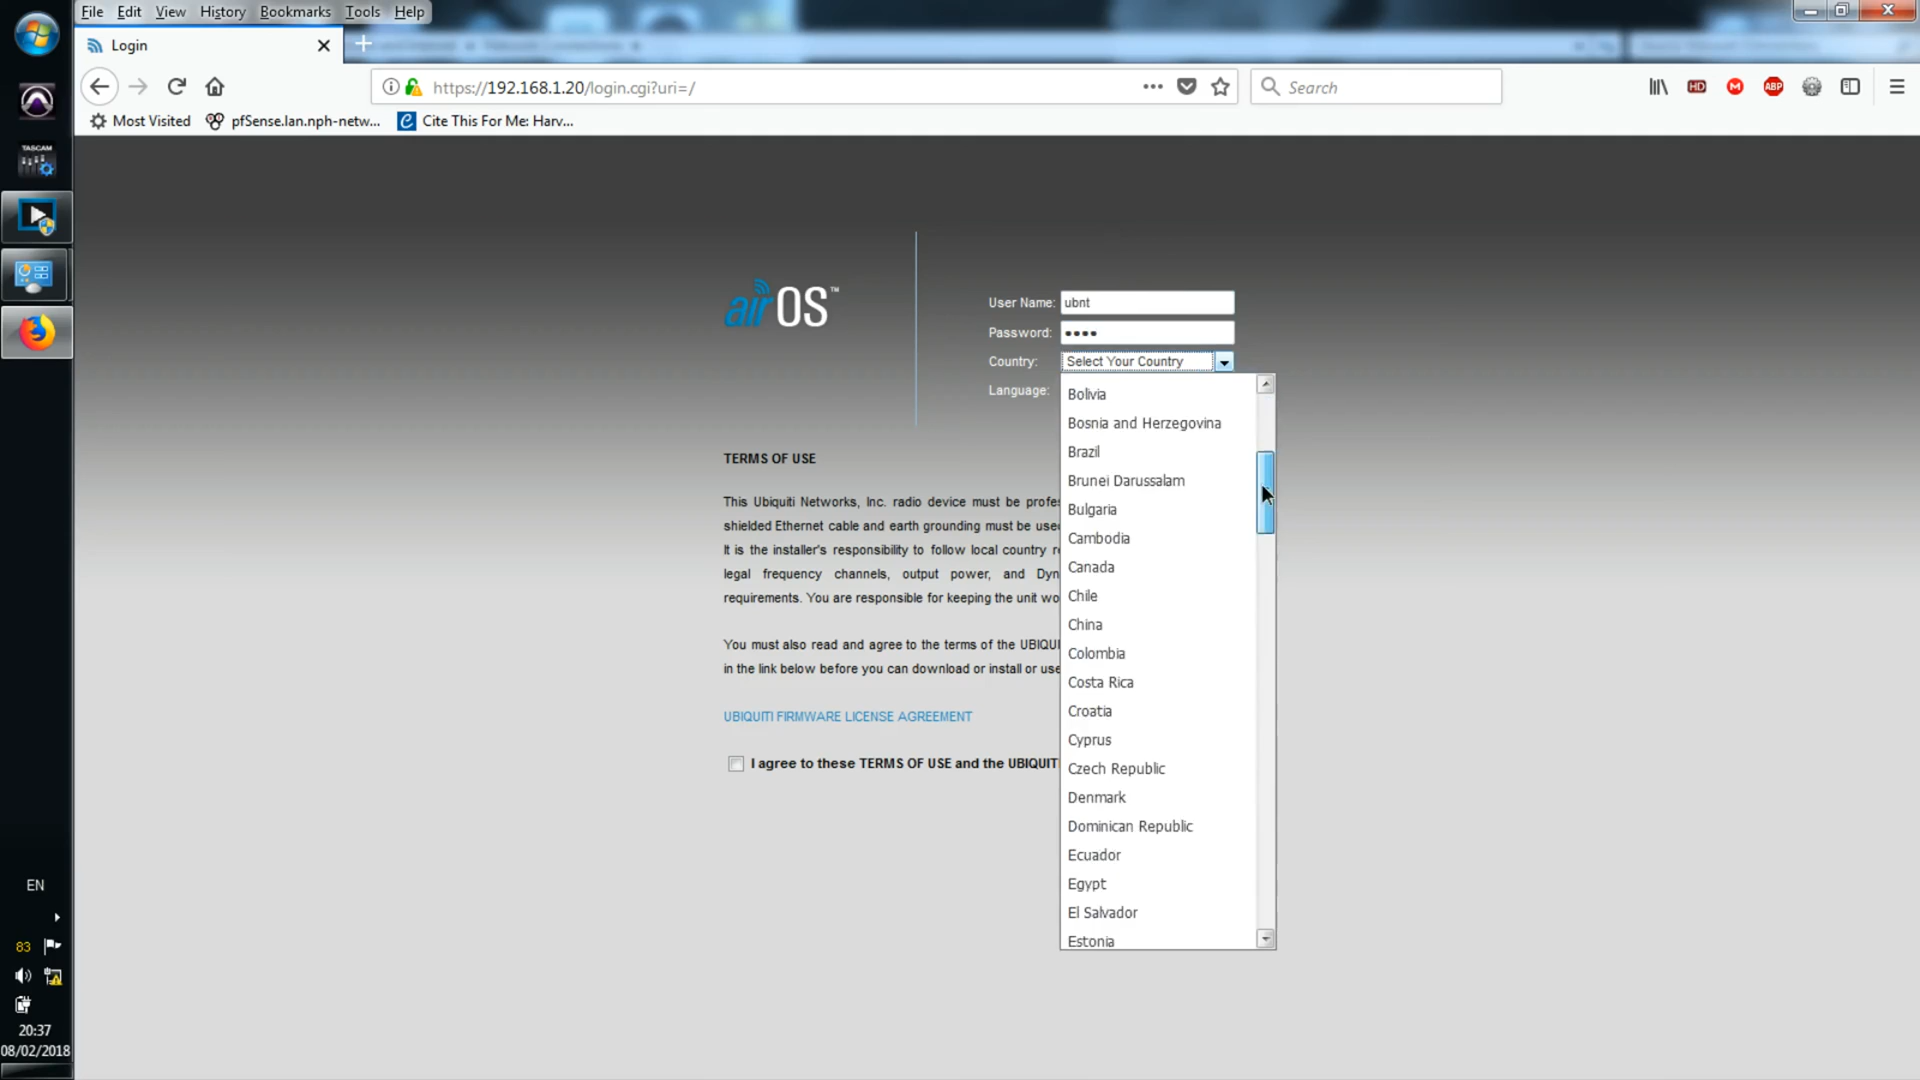 File Edit View History Bookmarks Tools Help
Login
https://192.168.1.20/login.cgi?uri=/
Search
HD
M
ABP
Most Visited
pfSense.lan.nph-netw...
Cite This For Me: Harv...
TASCAM
airOS™
User Name: ubnt
Password: ••••
Country: Select Your Country
Language:
Bolivia
Bosnia and Herzegovina
Brazil
Brunei Darussalam
Bulgaria
Cambodia
Canada
Chile
China
Colombia
Costa Rica
Croatia
Cyprus
Czech Republic
Denmark
Dominican Republic
Ecuador
Egypt
El Salvador
Estonia
TERMS OF USE
This Ubiquiti Networks, Inc. radio device must be profes
shielded Ethernet cable and earth grounding must be use
It is the installer's responsibility to follow local country r
legal frequency channels, output power, and Dyn
requirements. You are responsible for keeping the unit wo
You must also read and agree to the terms of the UBIQU
in the link below before you can download or install or use
UBIQUITI FIRMWARE LICENSE AGREEMENT
I agree to these TERMS OF USE and the UBIQUIT
EN
83
20:37
08/02/2018